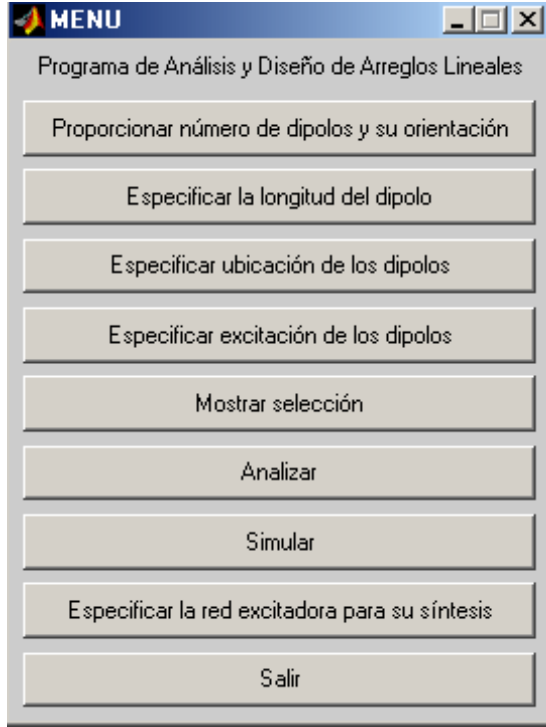 MENU
Programa de Análisis y Diseño de Arreglos Lineales
Proporcionar número de dipolos y su orientación
Especificar la longitud del dipolo
Especificar ubicación de los dipolos
Especificar excitación de los dipolos
Mostrar selección
Analizar
Simular
Especificar la red excitadora para su síntesis
Salir